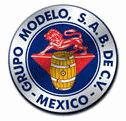 GRUPO MODELO, S. A. B. DE C. V.
- MEXICO -